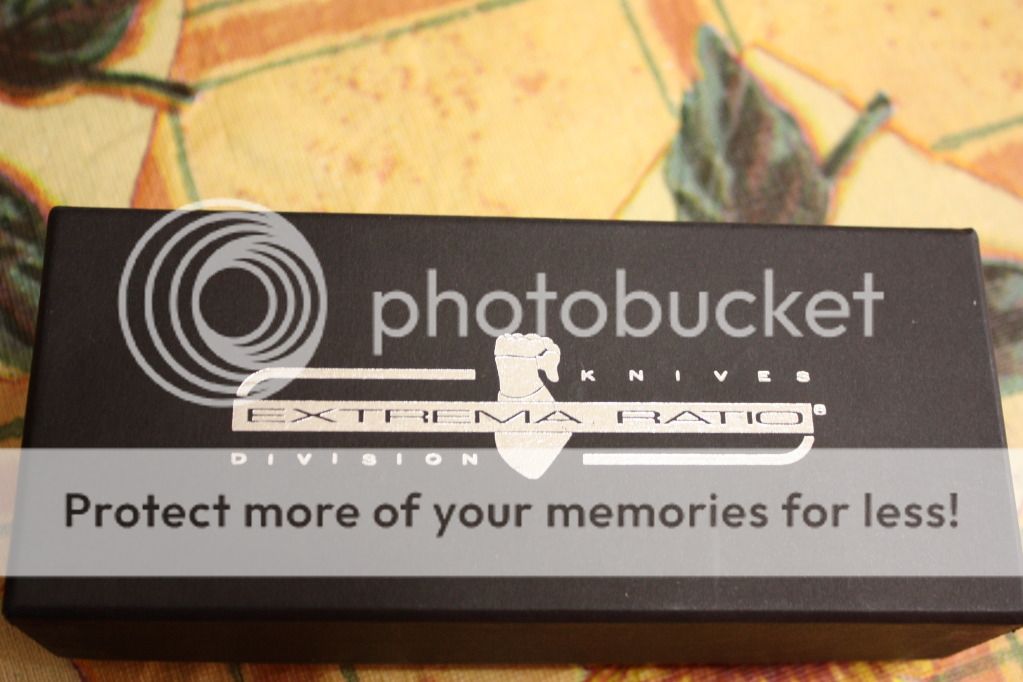 photobucket
KNIVES
EXTREMA RATIO®
DIVISION
Protect more of your memories for less!